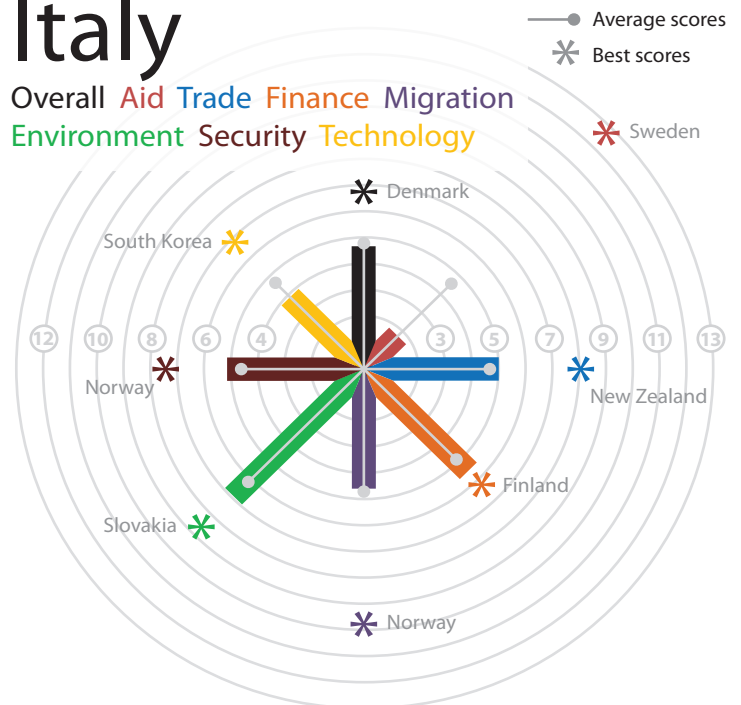 Italy
Average scores
Best scores
Overall Aid Trade Finance Migration
Environment Security Technology
Sweden
Denmark
South Korea
12 10 8 6 4 3 5 7 9 11 13
Norway
New Zealand
Finland
Slovakia
Norway